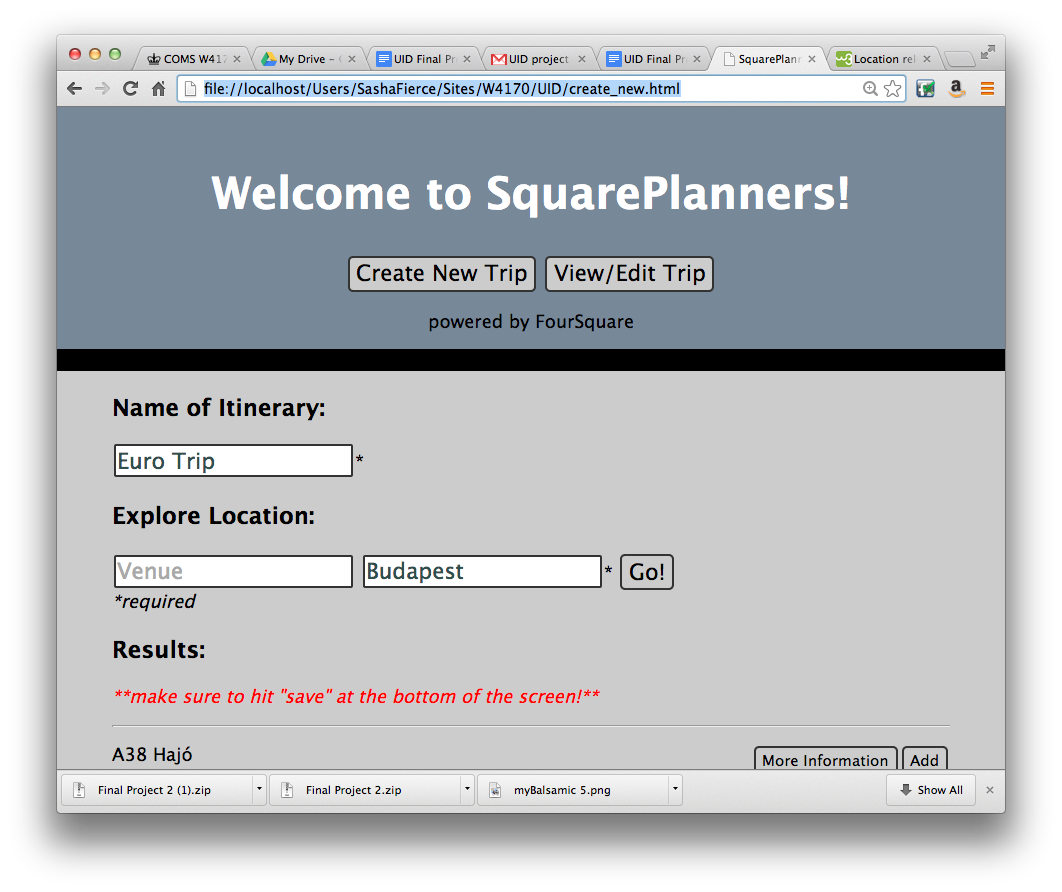 COMS W417
My Drive – (
UID Final Pr
UID project
UID Final Pr
SquarePlann
w3 Location rel
file://localhost/Users/SashaFierce/Sites/W4170/UID/create_new.html
Welcome to SquarePlanners!
Create New Trip View/Edit Trip
powered by FourSquare
Name of Itinerary:
Euro Trip *
Explore Location:
Venue Budapest * Go!
*required
Results:
**make sure to hit "save" at the bottom of the screen!**
A38 Hajó More Information Add
Final Project 2 (1).zip Final Project 2.zip myBalsamic 5.png Show All